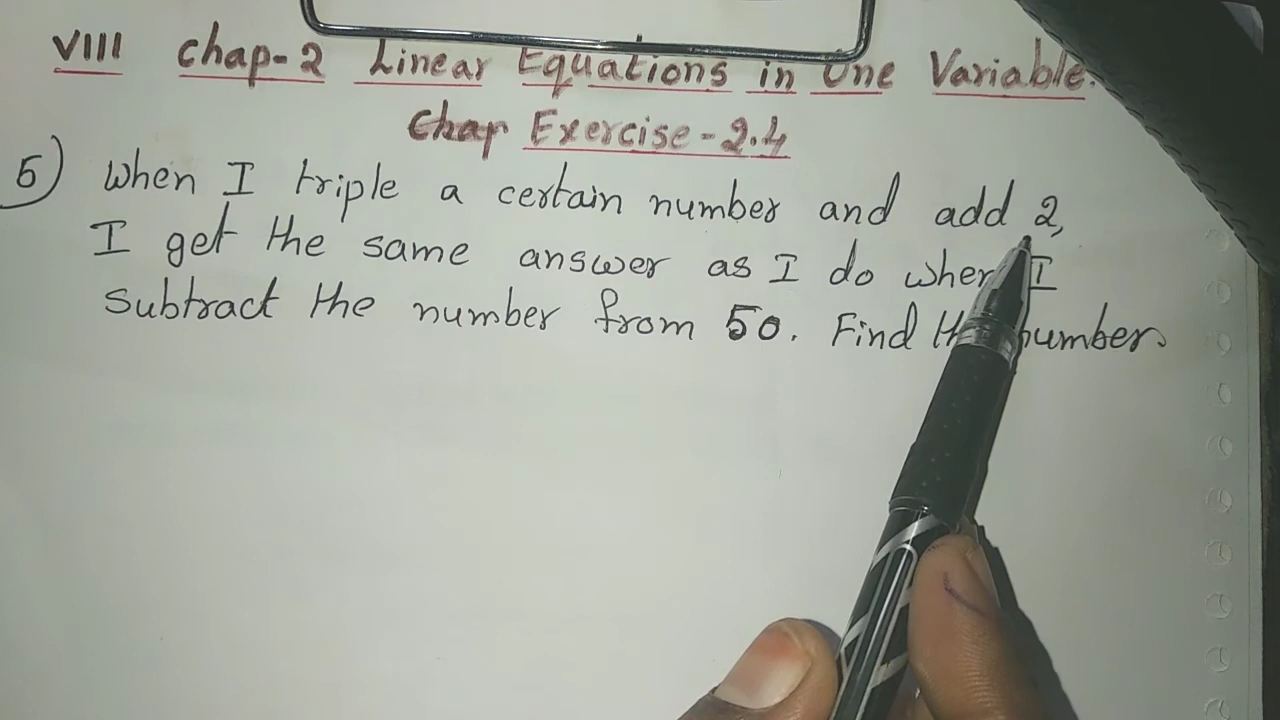 VIII Chap-2 Linear Equations in One Variable.
Chap Exercise-2.4
5) When I triple a certain number and add 2,
I get the same answer as I do when I
Subtract the number from 50. Find the number.